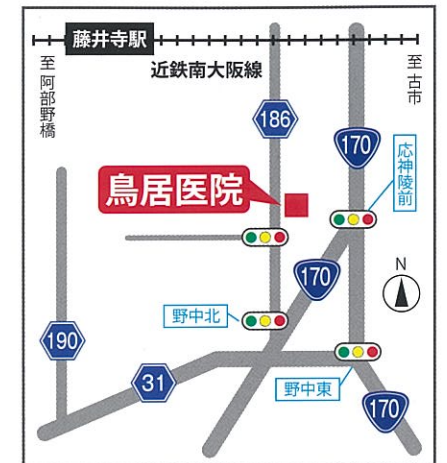 藤井寺駅
近鉄南大阪線
至 阿部野橋
至 古市
186
170
応神陵前
鳥居医院
170
N
野中北
190
31
野中東
170